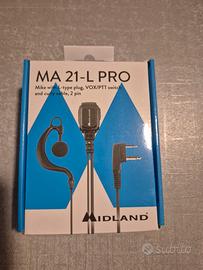 MA 21-L PRO
Mike with L-type plug, VOX/PTT switch
and curly cable, 2 pin
MIDLAND
subito